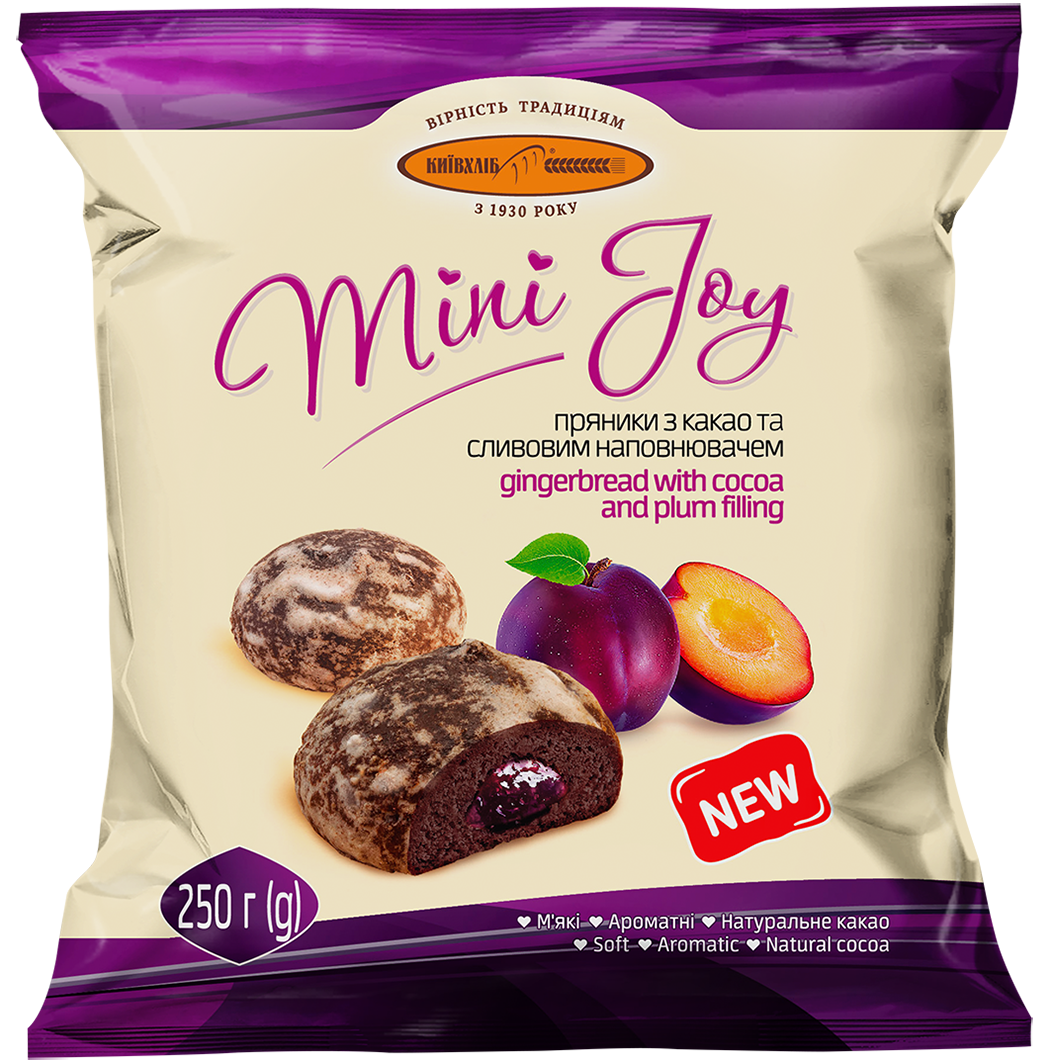 ВІРНІСТЬ ТРАДИЦІЯМ
КИЇВХЛІБ®
З 1930 РОКУ
Mini Joy
пряники з какао та
сливовим наповнювачем
gingerbread with cocoa
and plum filling
NEW
250 г (g)
М'які Ароматні Натуральне какао
Soft Aromatic Natural cocoa